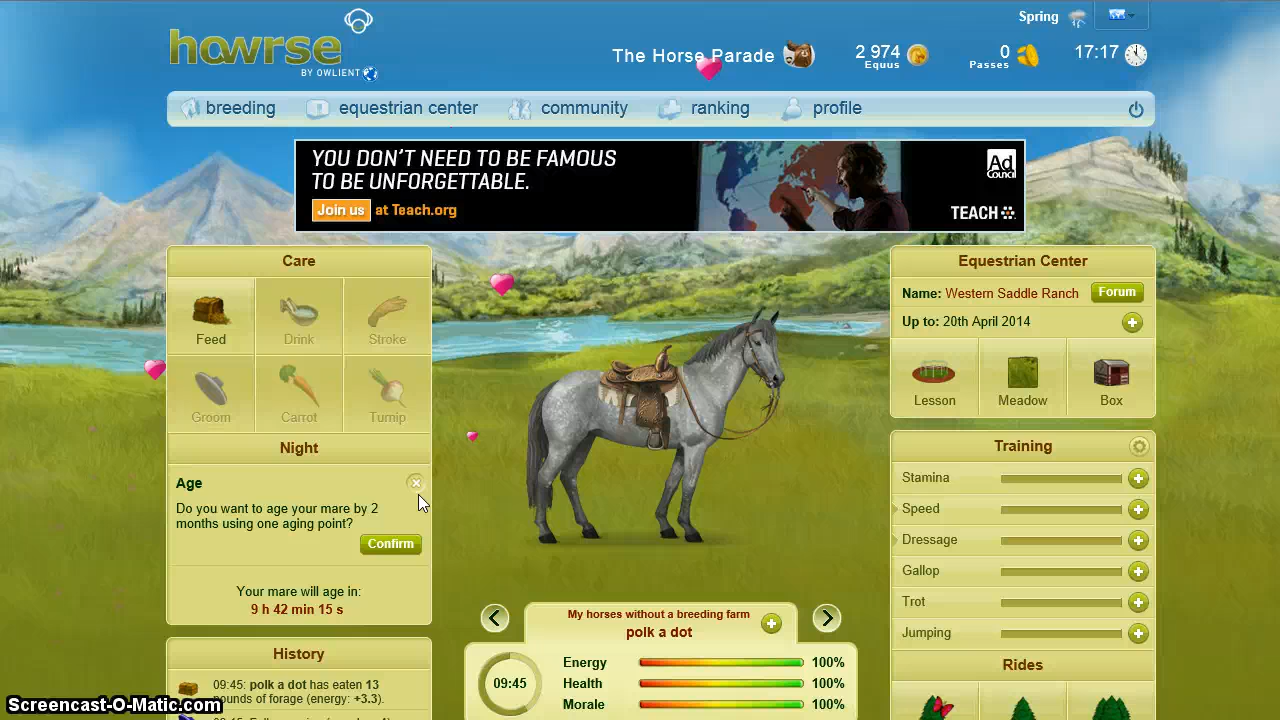 Spring
howrse
BY OWLIENT
The Horse Parade
2 974
Equus
0
Passes
17:17
breeding
equestrian center
community
ranking
profile
YOU DON'T NEED TO BE FAMOUS
TO BE UNFORGETTABLE.
Join us at Teach.org
Ad
COUNCIL
TEACH
Care
Feed
Drink
Stroke
Groom
Carrot
Turnip
Night
Age
Do you want to age your mare by 2
months using one aging point?
Confirm
Your mare will age in:
9 h 42 min 15 s
History
09:45: polk a dot has eaten 13
pounds of forage (energy: +3.3).
My horses without a breeding farm
polk a dot
09:45
Energy 100%
Health 100%
Morale 100%
Equestrian Center
Name: Western Saddle Ranch
Forum
Up to: 20th April 2014
Lesson
Meadow
Box
Training
Stamina
Speed
Dressage
Gallop
Trot
Jumping
Rides
Screencast-O-Matic.com